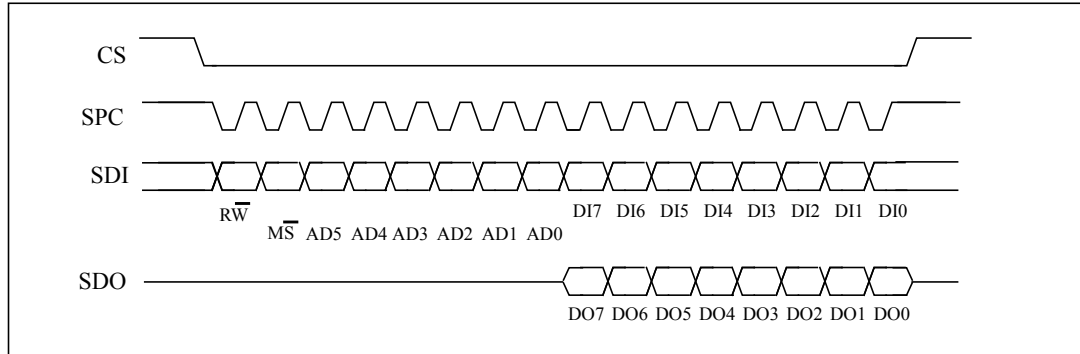 CS
SPC
SDI
RW̅
DI7 DI6 DI5 DI4 DI3 DI2 DI1 DI0
MS̅ AD5 AD4 AD3 AD2 AD1 AD0
SDO
DO7 DO6 DO5 DO4 DO3 DO2 DO1 DO0